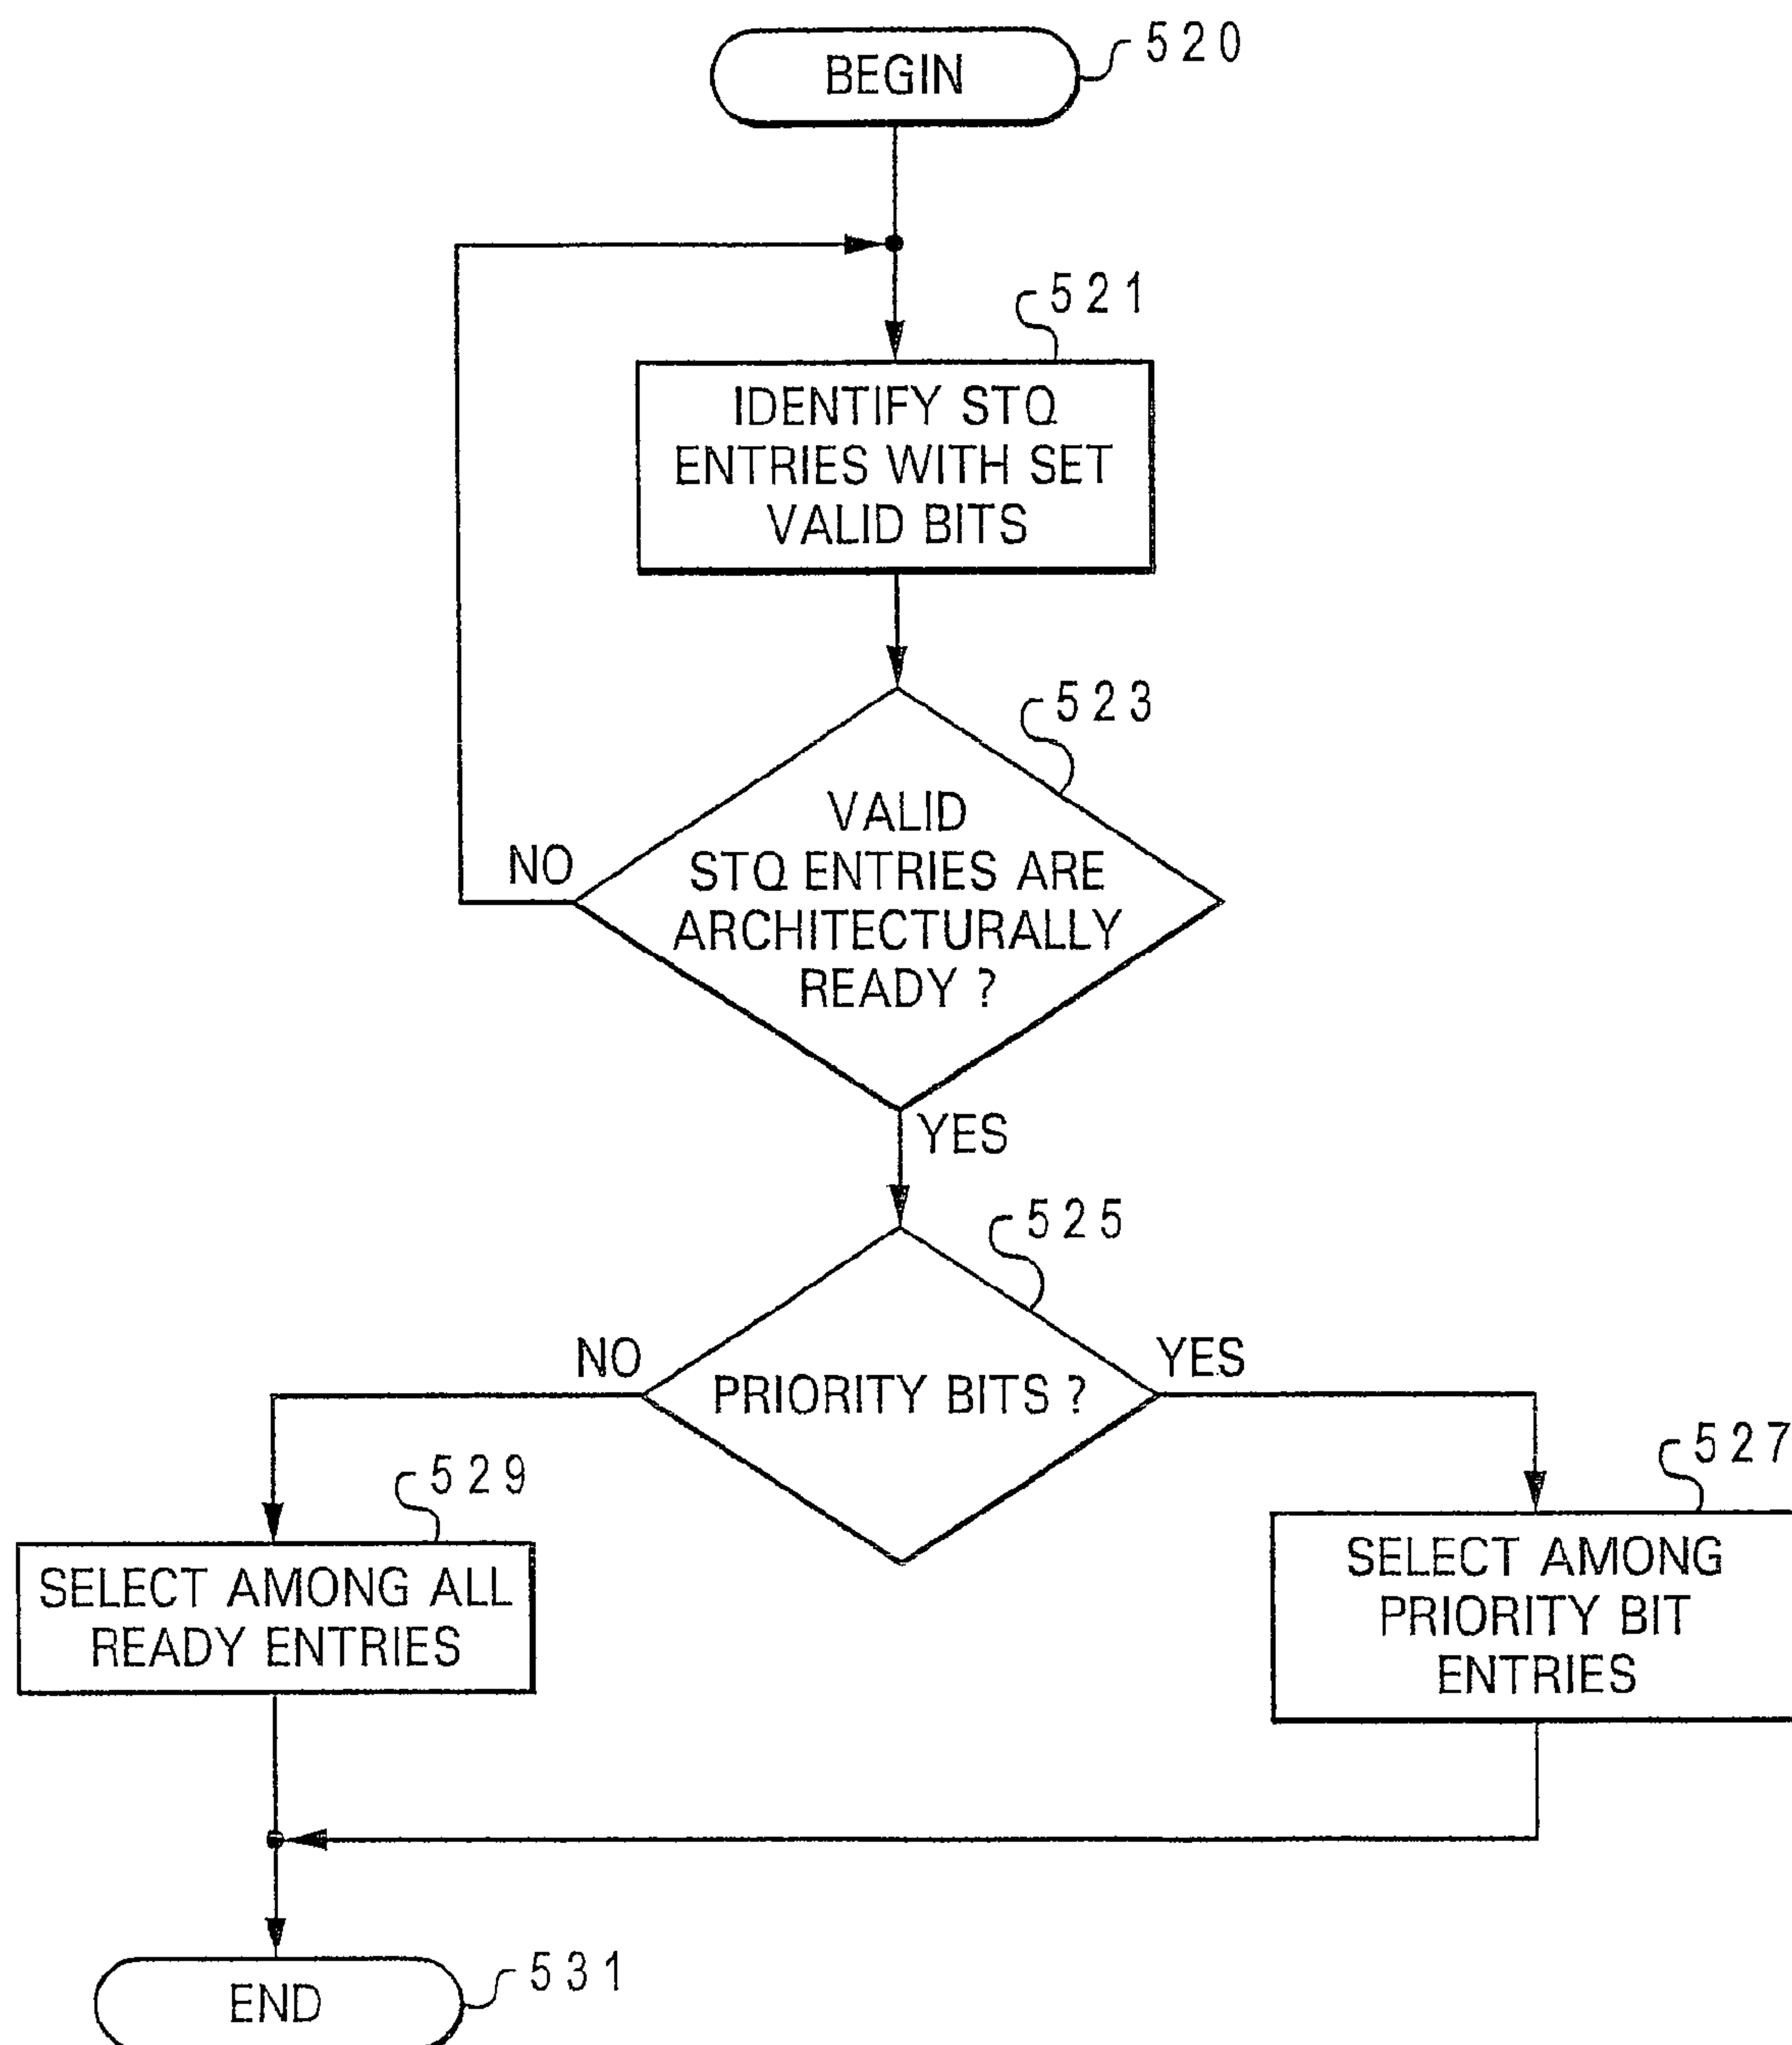 BEGIN
520
521
IDENTIFY STQ
ENTRIES WITH SET
VALID BITS
523
VALID
STQ ENTRIES ARE
ARCHITECTURALLY
READY ?
NO
YES
525
PRIORITY BITS ?
NO
YES
529
SELECT AMONG ALL
READY ENTRIES
527
SELECT AMONG
PRIORITY BIT
ENTRIES
END
531